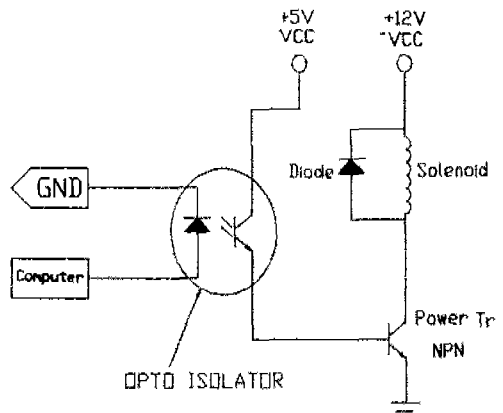 +5V
VCC
+12V
-VCC
Diode
Solenoid
GND
Computer
Power Tr
NPN
OPTO ISOLATOR